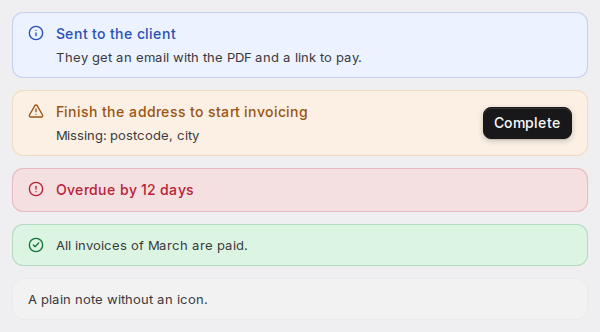 Sent to the client
They get an email with the PDF and a link to pay.
Finish the address to start invoicing
Missing: postcode, city
Complete
Overdue by 12 days
All invoices of March are paid.
A plain note without an icon.